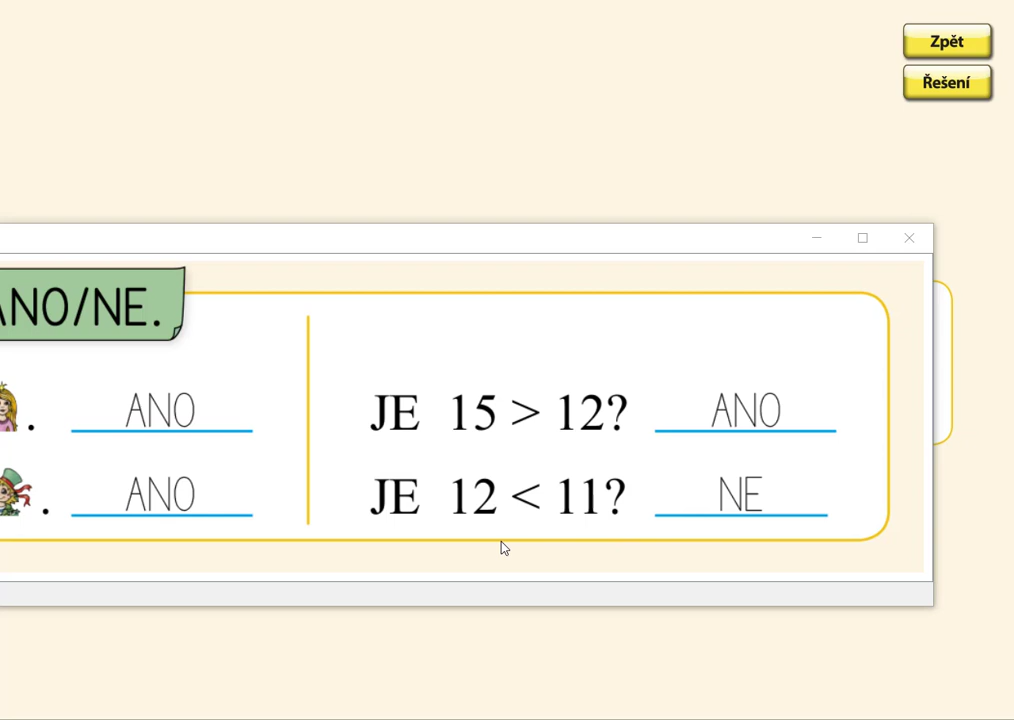 Zpět
Řešení
ANO/NE.
. ANO
JE 15 > 12? ANO
. ANO
JE 12 < 11? NE